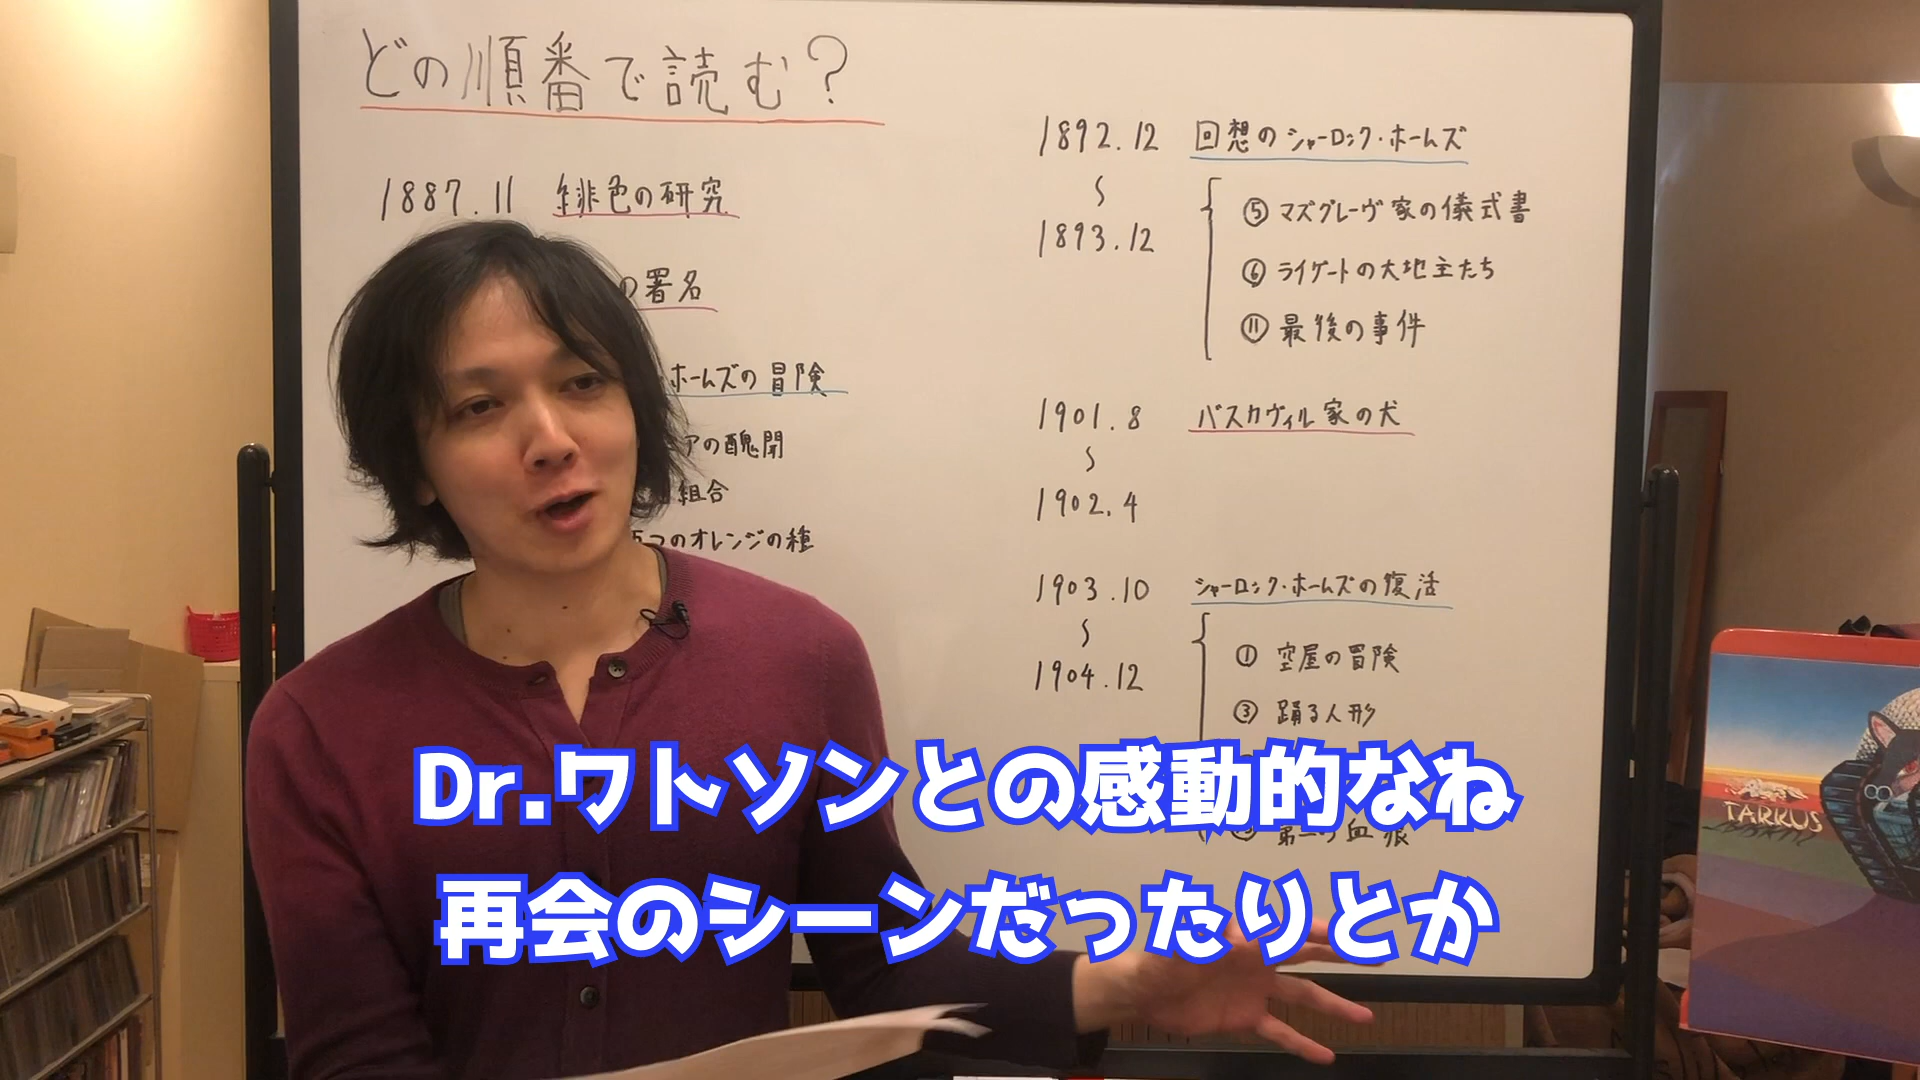 どの順番で読む？
1887.11 緋色の研究
の署名
ホームズの冒険
アの醜聞
組合
五つのオレンジの種
1892.12 回想のシャーロック・ホームズ
〜
1893.12
⑤ マズグレーヴ家の儀式書
⑥ ライゲートの大地主たち
⑪ 最後の事件
1901.8 バスカヴィル家の犬
〜
1902.4
1903.10 シャーロック・ホームズの復活
〜
1904.12
① 空屋の冒険
③ 踊る人形
第二の血痕
Dr.ワトソンとの感動的なね
再会のシーンだったりとか
TARKUS